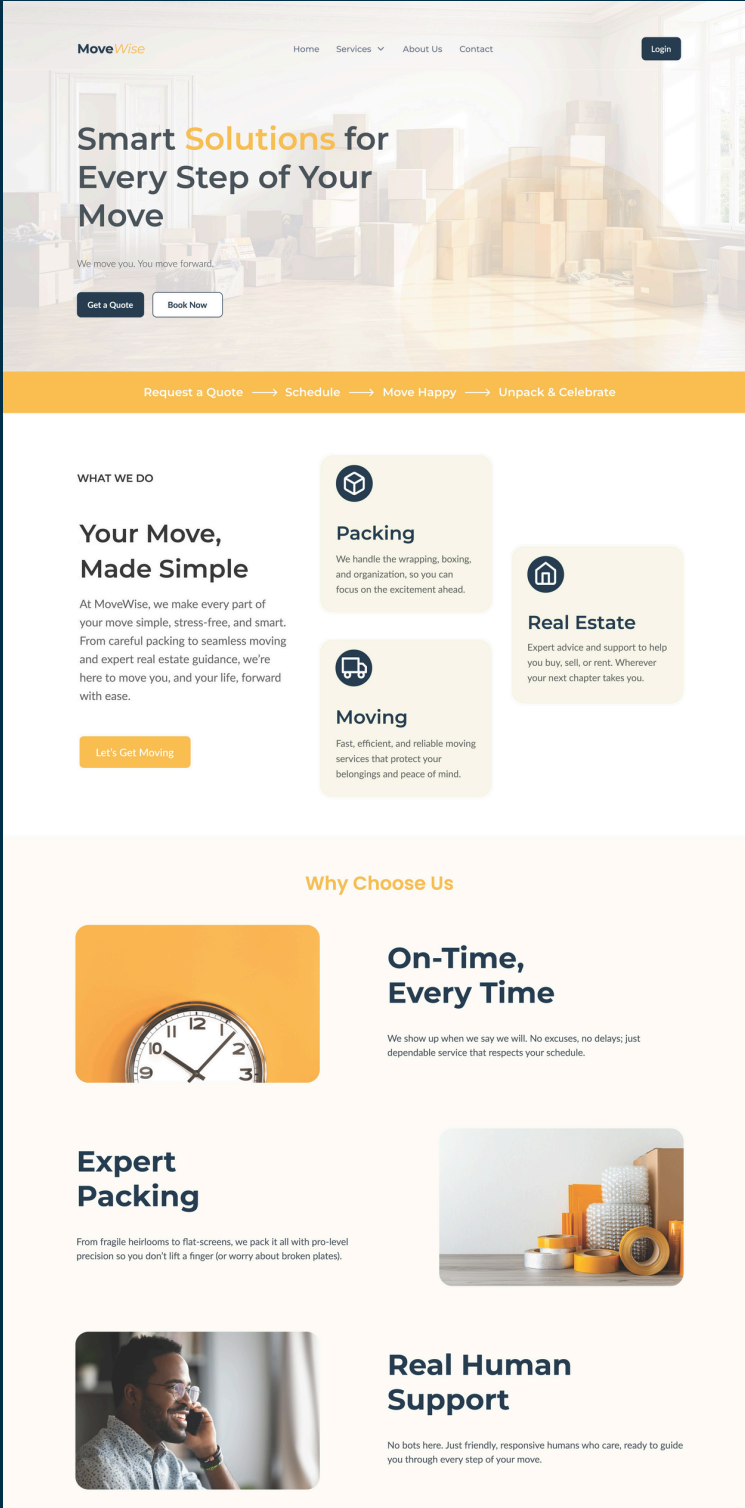 MoveWise
Home Services About Us Contact
Login
Smart Solutions for
Every Step of Your
Move
We move you. You move forward.
Get a Quote Book Now
Request a Quote ⟶ Schedule ⟶ Move Happy ⟶ Unpack & Celebrate
WHAT WE DO
Your Move,
Made Simple
At MoveWise, we make every part of
your move simple, stress-free, and smart.
From careful packing to seamless moving
and expert real estate guidance, we’re
here to move you, and your life, forward
with ease.
Let’s Get Moving
Packing
We handle the wrapping, boxing,
and organization, so you can
focus on the excitement ahead.
Moving
Fast, efficient, and reliable moving
services that protect your
belongings and peace of mind.
Real Estate
Expert advice and support to help
you buy, sell, or rent. Wherever
your next chapter takes you.
Why Choose Us
11 12
10 2
9 3
On-Time,
Every Time
We show up when we say we will. No excuses, no delays; just
dependable service that respects your schedule.
Expert
Packing
From fragile heirlooms to flat-screens, we pack it all with pro-level
precision so you don’t lift a finger (or worry about broken plates).
Real Human
Support
No bots here. Just friendly, responsive humans who care, ready to guide
you through every step of your move.